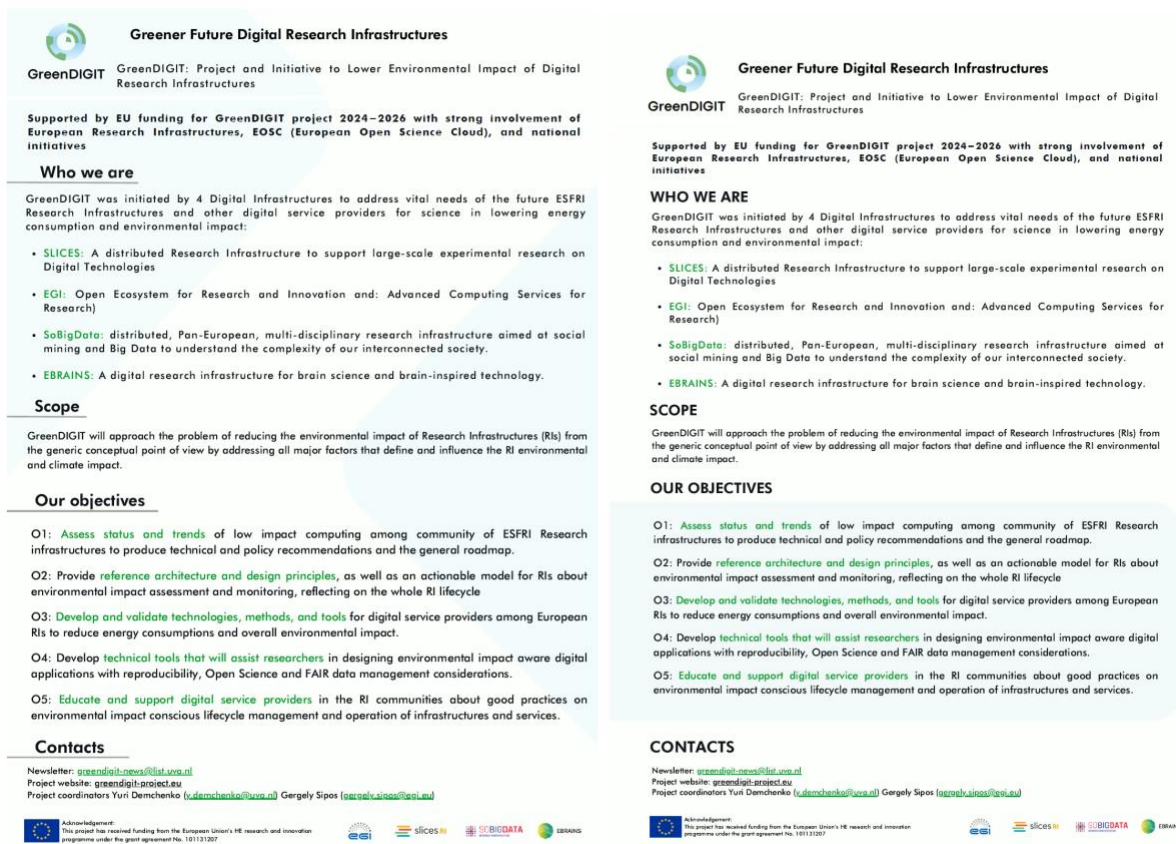 Greener Future Digital Research Infrastructures
GreenDIGIT
GreenDIGIT: Project and Initiative to Lower Environmental Impact of Digital
Research Infrastructures
Supported by EU funding for GreenDIGIT project 2024–2026 with strong involvement of
European Research Infrastructures, EOSC (European Open Science Cloud), and national
initiatives
Who we are
GreenDIGIT was initiated by 4 Digital Infrastructures to address vital needs of the future ESFRI
Research Infrastructures and other digital service providers for science in lowering energy
consumption and environmental impact:
• SLICES: A distributed Research Infrastructure to support large-scale experimental research on
Digital Technologies
• EGI: Open Ecosystem for Research and Innovation and: Advanced Computing Services for
Research)
• SoBigData: distributed, Pan-European, multi-disciplinary research infrastructure aimed at social
mining and Big Data to understand the complexity of our interconnected society.
• EBRAINS: A digital research infrastructure for brain science and brain-inspired technology.
Scope
GreenDIGIT will approach the problem of reducing the environmental impact of Research Infrastructures (RIs) from
the generic conceptual point of view by addressing all major factors that define and influence the RI environmental
and climate impact.
Our objectives
O1: Assess status and trends of low impact computing among community of ESFRI Research
infrastructures to produce technical and policy recommendations and the general roadmap.
O2: Provide reference architecture and design principles, as well as an actionable model for RIs about
environmental impact assessment and monitoring, reflecting on the whole RI lifecycle
O3: Develop and validate technologies, methods, and tools for digital service providers among European
RIs to reduce energy consumptions and overall environmental impact.
O4: Develop technical tools that will assist researchers in designing environmental impact aware digital
applications with reproducibility, Open Science and FAIR data management considerations.
O5: Educate and support digital service providers in the RI communities about good practices on
environmental impact conscious lifecycle management and operation of infrastructures and services.
Contacts
Newsletter: greendigit-news@list.uva.nl
Project website: greendigit-project.eu
Project coordinators Yuri Demchenko (y.demchenko@uva.nl) Gergely Sipos (gergely.sipos@egi.eu)
Acknowledgement:
This project has received funding from the European Union's HE research and innovation
programme under the grant agreement No. 101131207
egi
slices RI
SOBIGDATA
EBRAINS
Greener Future Digital Research Infrastructures
GreenDIGIT
GreenDIGIT: Project and Initiative to Lower Environmental Impact of Digital
Research Infrastructures
Supported by EU funding for GreenDIGIT project 2024–2026 with strong involvement of
European Research Infrastructures, EOSC (European Open Science Cloud), and national
initiatives
WHO WE ARE
GreenDIGIT was initiated by 4 Digital Infrastructures to address vital needs of the future ESFRI
Research Infrastructures and other digital service providers for science in lowering energy
consumption and environmental impact:
• SLICES: A distributed Research Infrastructure to support large-scale experimental research on
Digital Technologies
• EGI: Open Ecosystem for Research and Innovation and: Advanced Computing Services for
Research)
• SoBigData: distributed, Pan-European, multi-disciplinary research infrastructure aimed at
social mining and Big Data to understand the complexity of our interconnected society.
• EBRAINS: A digital research infrastructure for brain science and brain-inspired technology.
SCOPE
GreenDIGIT will approach the problem of reducing the environmental impact of Research Infrastructures (RIs) from
the generic conceptual point of view by addressing all major factors that define and influence the RI environmental
and climate impact.
OUR OBJECTIVES
O1: Assess status and trends of low impact computing among community of ESFRI Research
infrastructures to produce technical and policy recommendations and the general roadmap.
O2: Provide reference architecture and design principles, as well as an actionable model for RIs about
environmental impact assessment and monitoring, reflecting on the whole RI lifecycle
O3: Develop and validate technologies, methods, and tools for digital service providers among European
RIs to reduce energy consumptions and overall environmental impact.
O4: Develop technical tools that will assist researchers in designing environmental impact aware digital
applications with reproducibility, Open Science and FAIR data management considerations.
O5: Educate and support digital service providers in the RI communities about good practices on
environmental impact conscious lifecycle management and operation of infrastructures and services.
CONTACTS
Newsletter: greendigit-news@list.uva.nl
Project website: greendigit-project.eu
Project coordinators Yuri Demchenko (y.demchenko@uva.nl) Gergely Sipos (gergely.sipos@egi.eu)
Acknowledgement:
This project has received funding from the European Union's HE research and innovation
programme under the grant agreement No. 101131207
egi
slices RI
SOBIGDATA